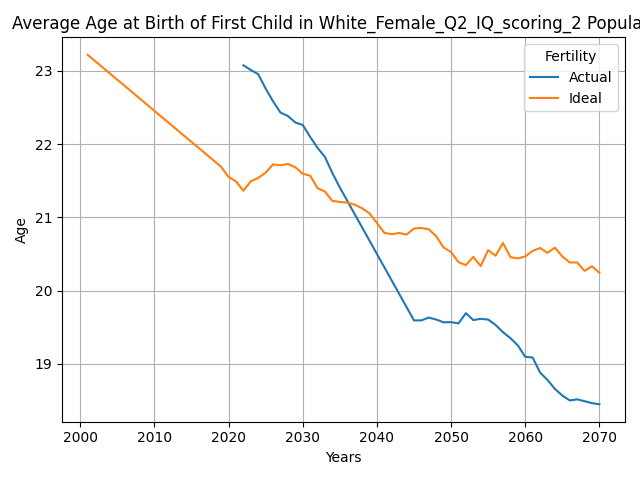 Average Age at Birth of First Child in White_Female_Q2_IQ_scoring_2 Popula
Fertility
Actual
Ideal
23
22
21
20
19
Age
2000 2010 2020 2030 2040 2050 2060 2070
Years